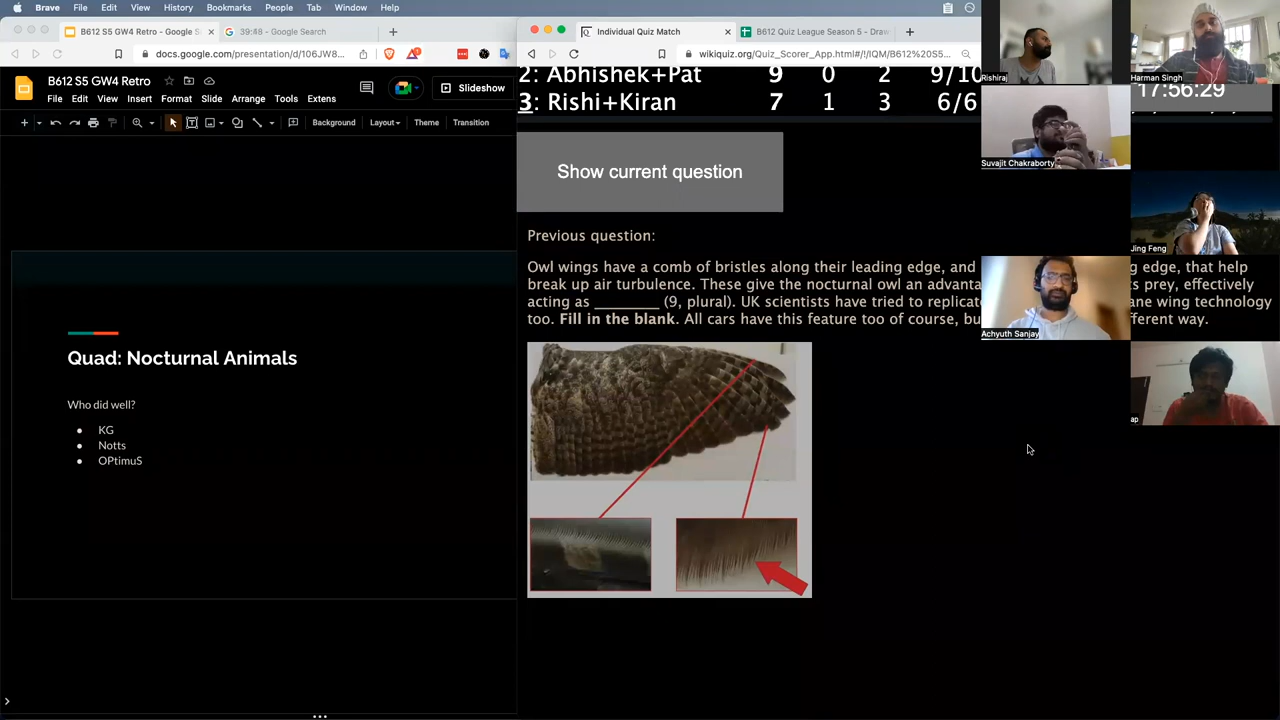 Brave File Edit View History Bookmarks People Tab Window Help
B612 S5 GW4 Retro - Google S
39:48 - Google Search
Individual Quiz Match
B612 Quiz League Season 5 - Draw
docs.google.com/presentation/d/106JW8...
wikiquiz.org/Quiz_Scorer_App.html#/!/IQM/B612%20S5...
B612 S5 GW4 Retro
File Edit View Insert Format Slide Arrange Tools Extens
Slideshow
Background Layout Theme Transition
2: Abhishek+Pat 9 0 2 9/10
3: Rishi+Kiran 7 1 3 6/6
17:56:29
Rishiraj
Harman Singh
Suvajit Chakraborty
Jing Feng
Achyuth Sanjay
ap
Show current question
Previous question:
Owl wings have a comb of bristles along their leading edge, and g edge, that help
break up air turbulence. These give the nocturnal owl an advanta ts prey, effectively
acting as ________ (9, plural). UK scientists have tried to replicat ane wing technology
too. Fill in the blank. All cars have this feature too of course, bu fferent way.
Quad: Nocturnal Animals
Who did well?
KG
Notts
OPtimuS